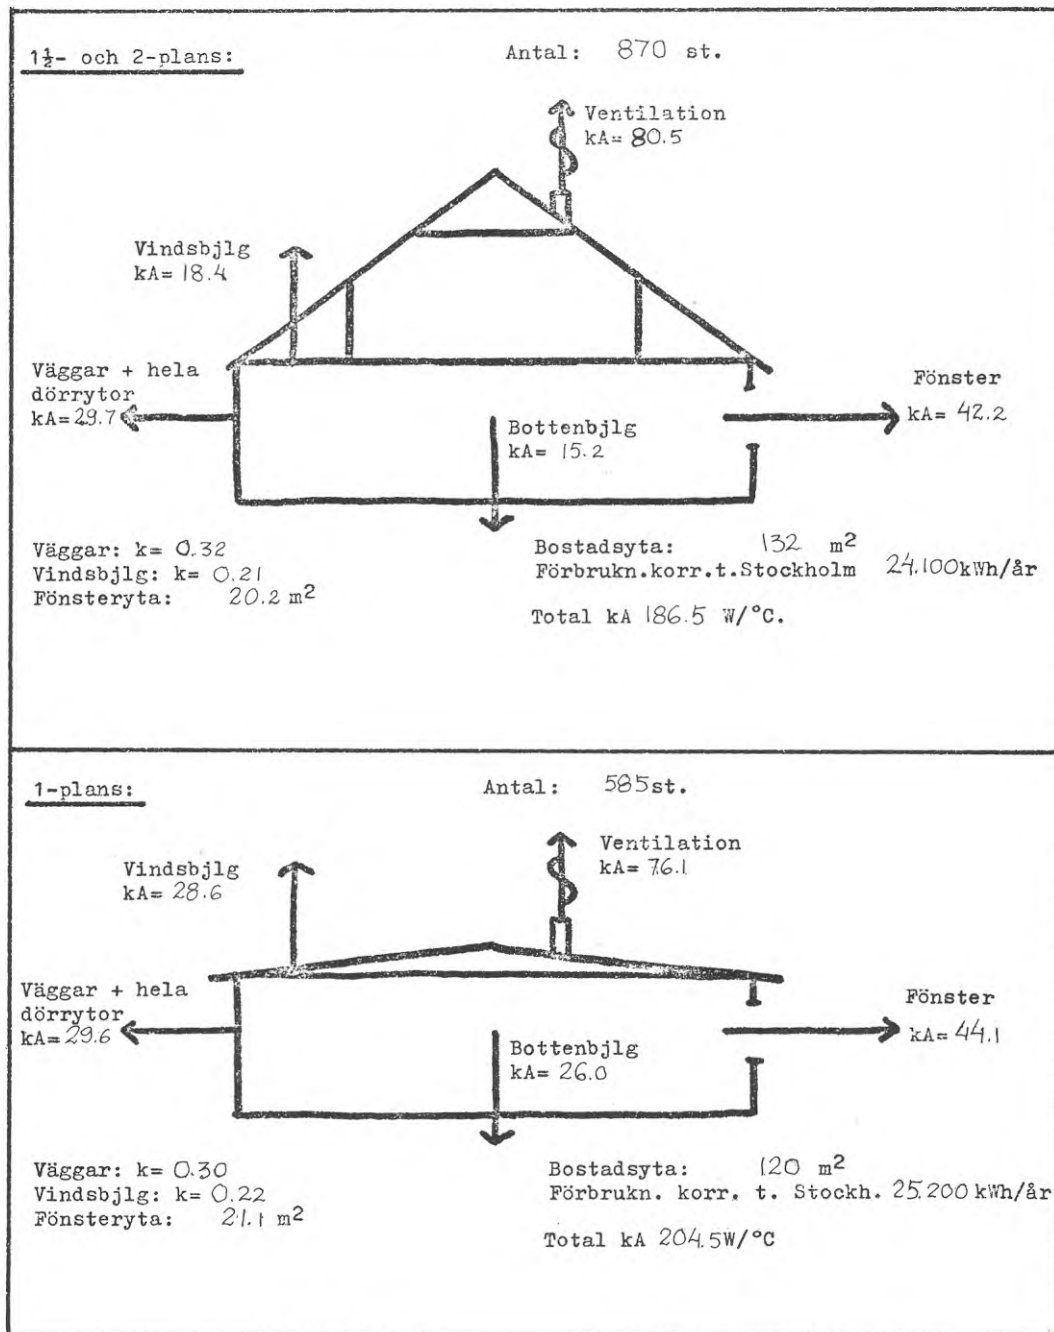 1½- och 2-plans:
Antal: 870 st.
Ventilation
kA= 80.5
Vindsbjlg
kA= 18.4
Väggar + hela
dörrytor
kA= 29.7
Fönster
kA= 42.2
Bottenbjlg
kA= 15.2
Väggar: k= 0.32
Vindsbjlg: k= 0.21
Fönsteryta: 20.2 m²
Bostadsyta: 132 m²
Förbrukn.korr.t.Stockholm 24.100 kWh/år
Total kA 186.5 W/°C.
1-plans:
Antal: 585 st.
Ventilation
kA= 76.1
Vindsbjlg
kA= 28.6
Väggar + hela
dörrytor
kA= 29.6
Fönster
kA= 44.1
Bottenbjlg
kA= 26.0
Väggar: k= 0.30
Vindsbjlg: k= 0.22
Fönsteryta: 21.1 m²
Bostadsyta: 120 m²
Förbrukn. korr. t. Stockh. 25.200 kWh/år
Total kA 204.5 W/°C